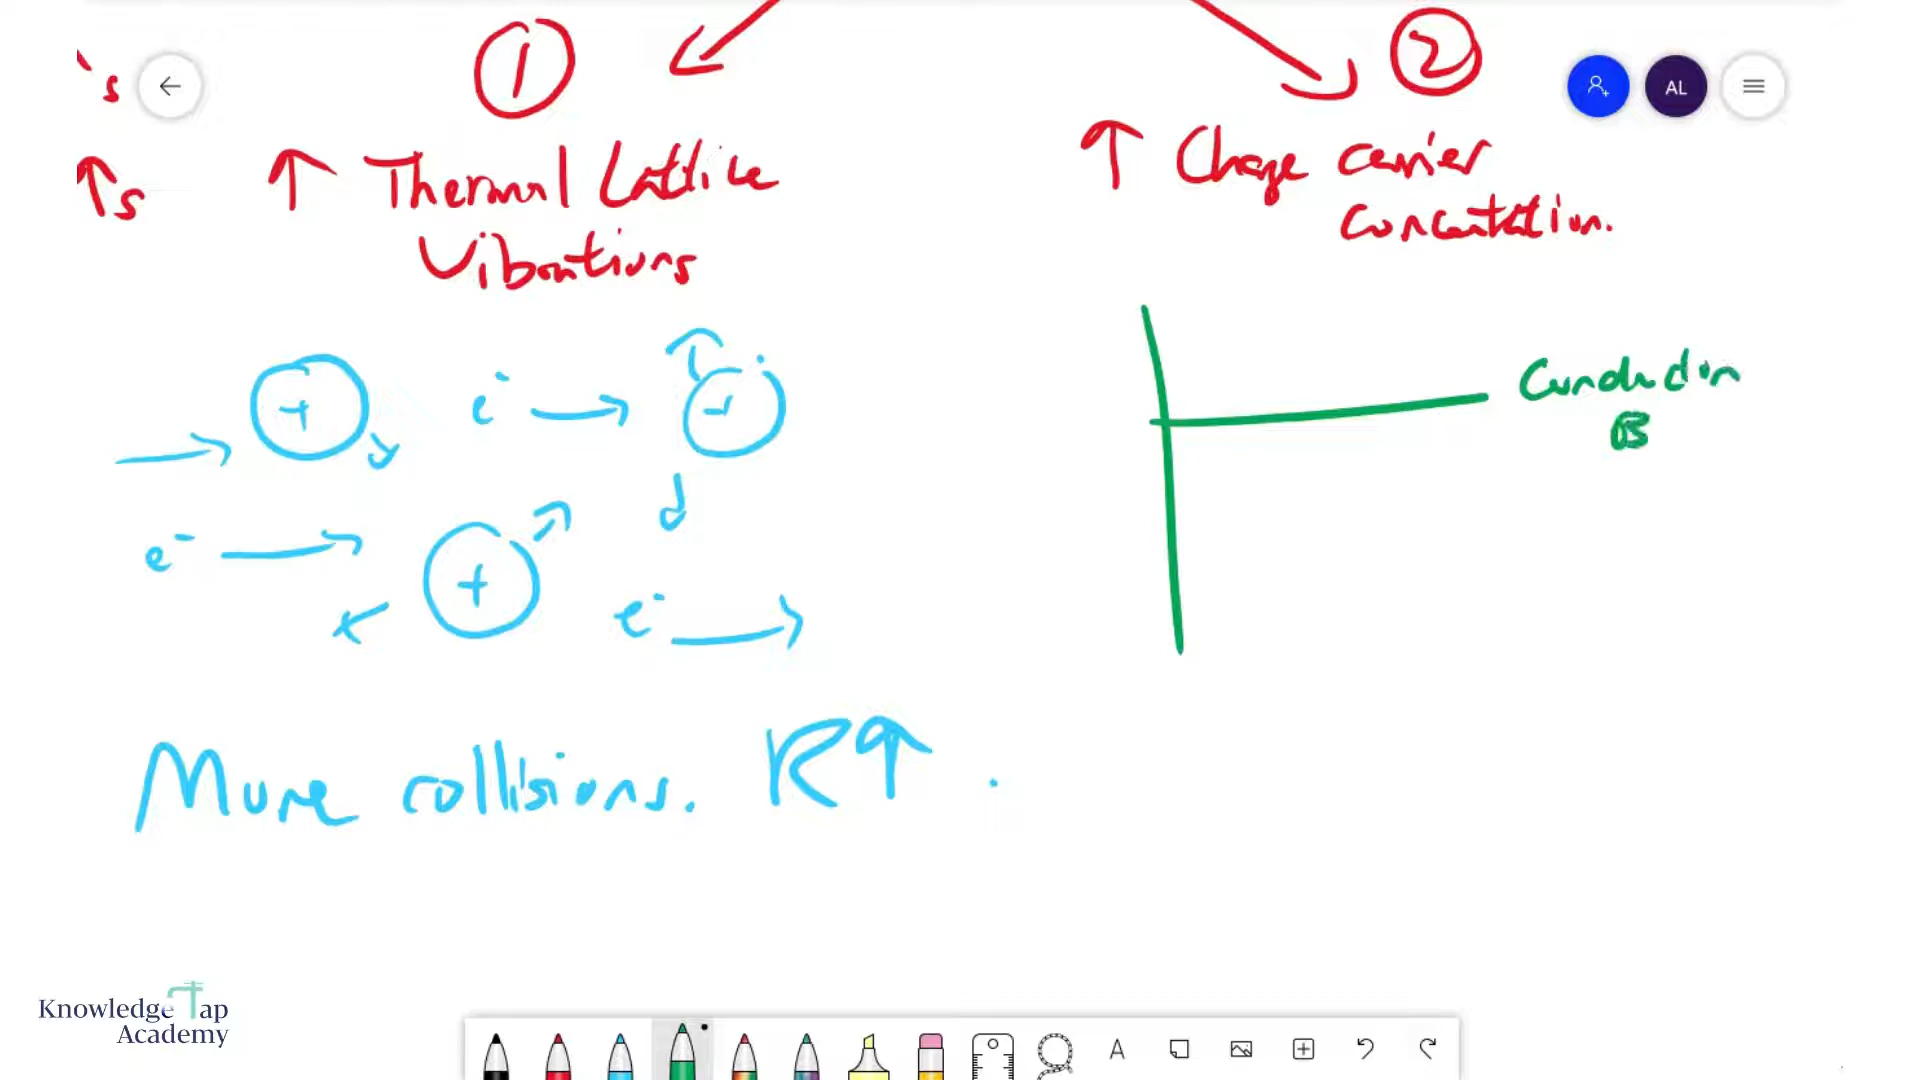 1
2
's
AL
↑s
↑ Thermal Lattice
Vibrations
↑ Charge carrier
concentration.
+
e-
+
Conduction
B
e-
+
e-
More collisions. R↑.
Knowledge Tap
Academy
A